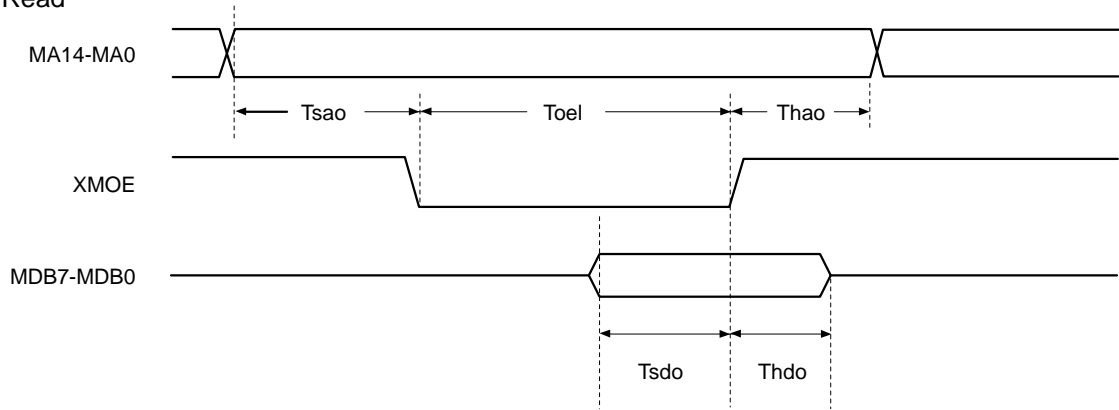 Read
MA14-MA0
Tsao Toel Thao
XMOE
MDB7-MDB0
Tsdo Thdo